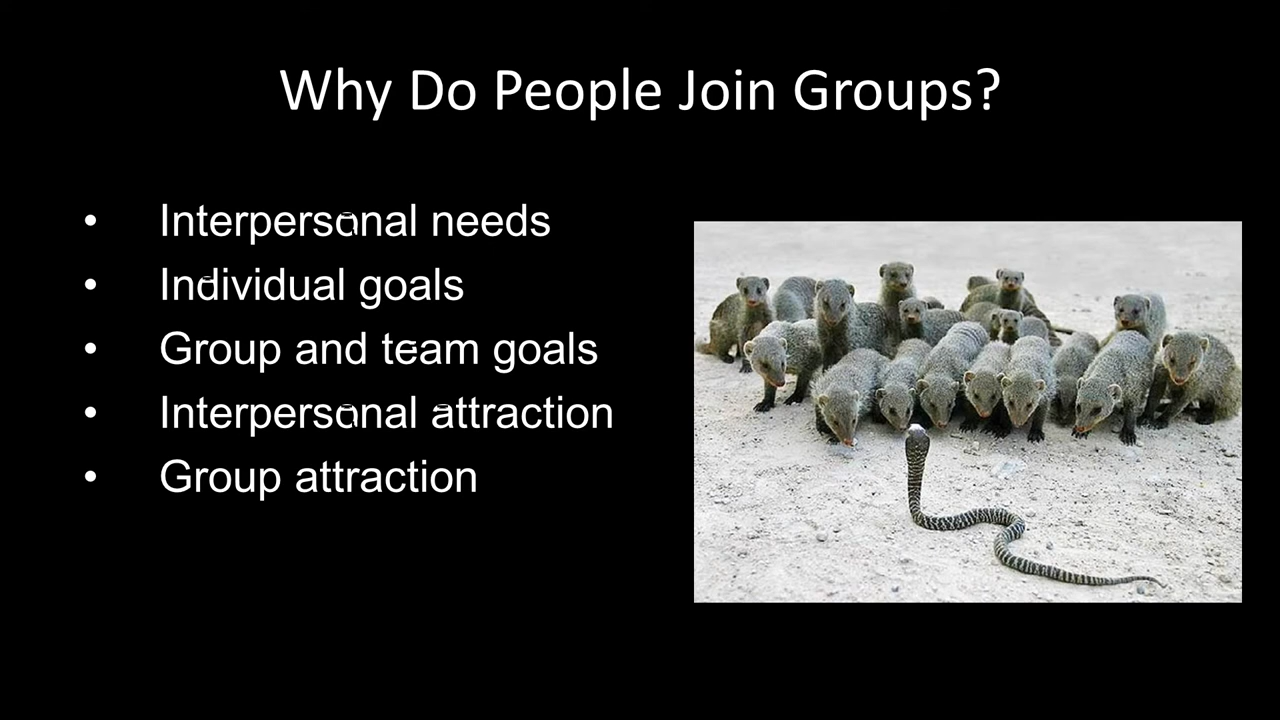 Why Do People Join Groups?
• Interpersonal needs
• Individual goals
• Group and team goals
• Interpersonal attraction
• Group attraction